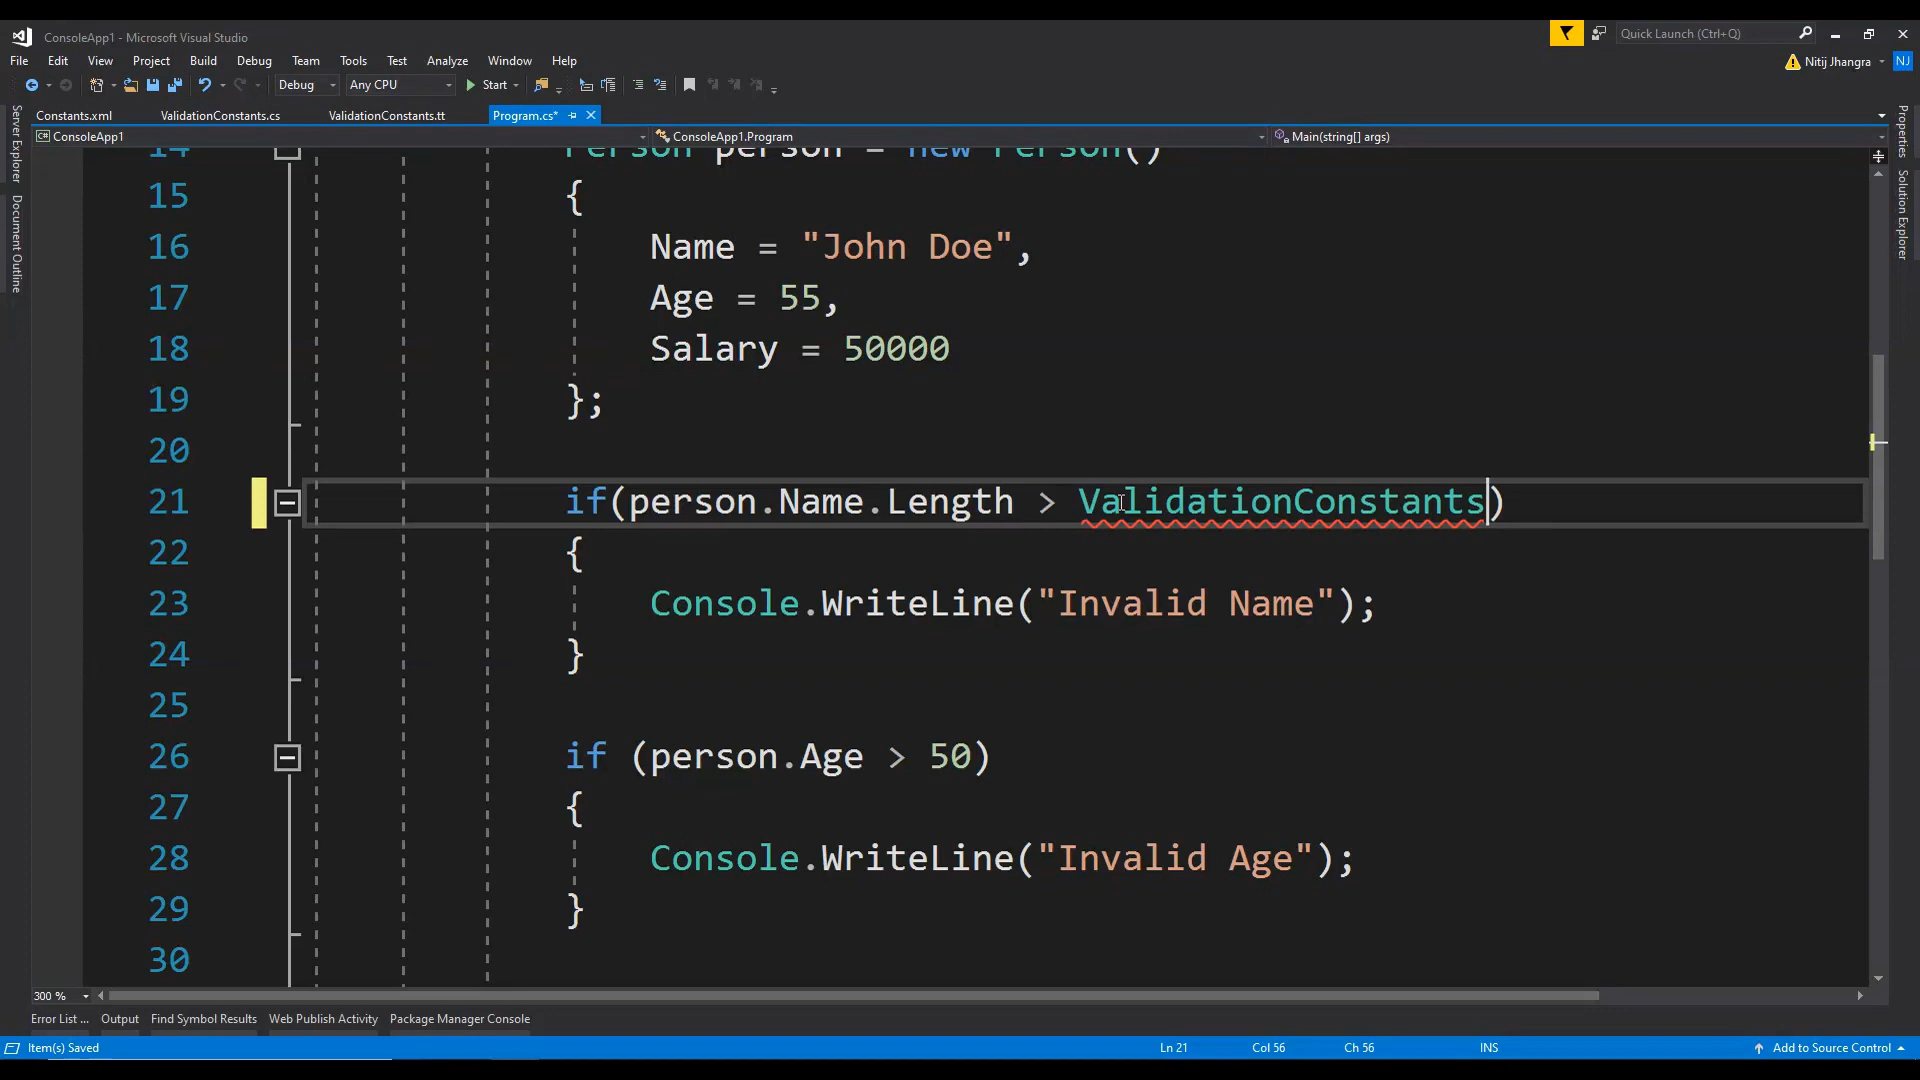 ConsoleApp1 - Microsoft Visual Studio
Quick Launch (Ctrl+Q)
File Edit View Project Build Debug Team Tools Test Analyze Window Help
Nitij Jhangra NJ
Debug Any CPU Start
Constants.xml ValidationConstants.cs ValidationConstants.tt Program.cs*
ConsoleApp1 ConsoleApp1.Program Main(string[] args)
Server Explorer
Document Outline
Properties
Solution Explorer
14 Person person = new Person()
15 {
16 Name = "John Doe",
17 Age = 55,
18 Salary = 50000
19 };
20
21 if(person.Name.Length > ValidationConstants)
22 {
23 Console.WriteLine("Invalid Name");
24 }
25
26 if (person.Age > 50)
27 {
28 Console.WriteLine("Invalid Age");
29 }
30
300 %
Error List ... Output Find Symbol Results Web Publish Activity Package Manager Console
Item(s) Saved Ln 21 Col 56 Ch 56 INS Add to Source Control